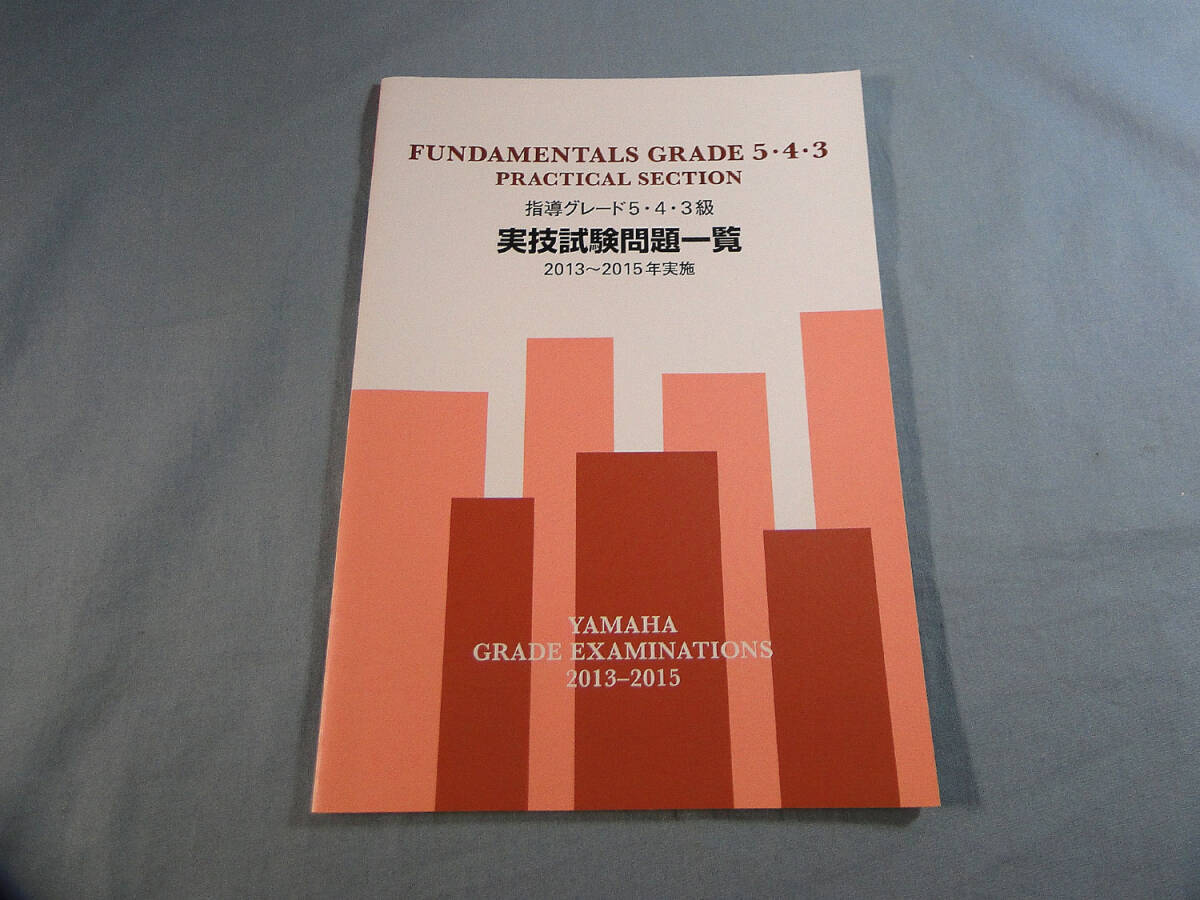 FUNDAMENTALS GRADE 5・4・3
PRACTICAL SECTION
指導グレード5・4・3級
実技試験問題一覧
2013～2015年実施
YAMAHA
GRADE EXAMINATIONS
2013–2015